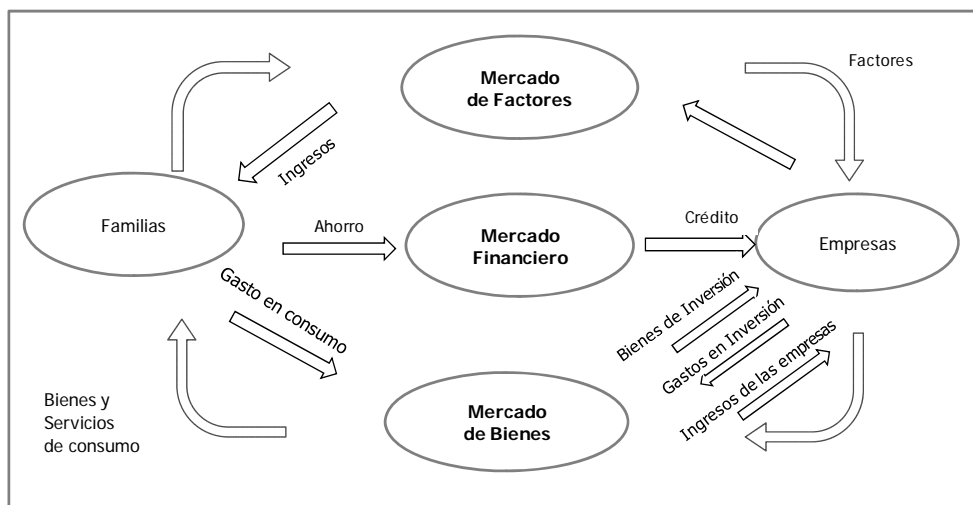 Mercado
de Factores
Factores
Ingresos
Familias
Ahorro
Mercado
Financiero
Crédito
Empresas
Gasto en consumo
Bienes de Inversión
Gastos en Inversión
Ingresos de las empresas
Bienes y
Servicios
de consumo
Mercado
de Bienes